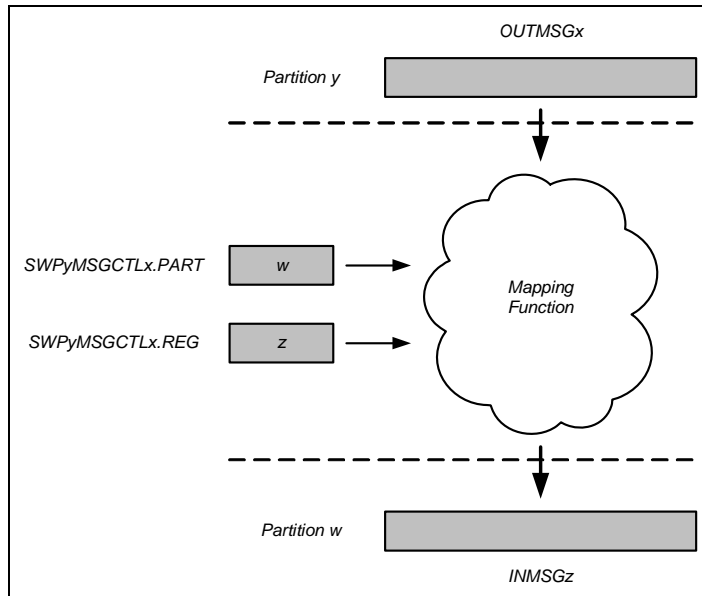 OUTMSGx
Partition y
SWPyMSGCTLx.PART
w
Mapping
Function
SWPyMSGCTLx.REG
z
Partition w
INMSGz